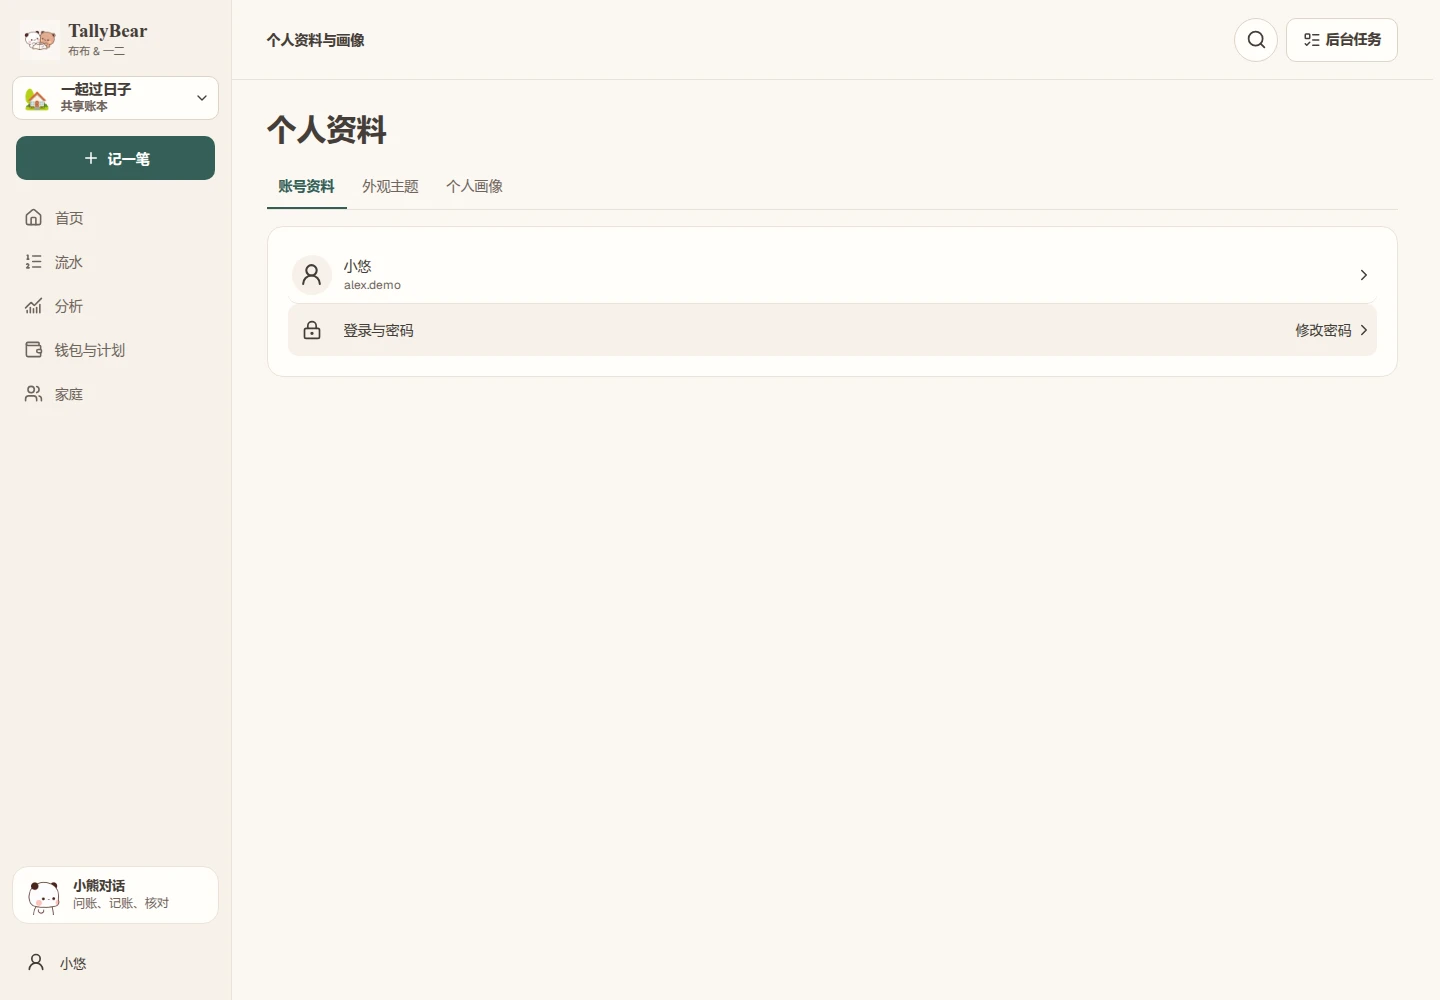 TallyBear
布布 & 一二
一起过日子
共享账本
记一笔
首页
流水
分析
钱包与计划
家庭
小熊对话
问账、记账、核对
小悠
个人资料与画像
后台任务
个人资料
账号资料 外观主题 个人画像
小悠
alex.demo
登录与密码 修改密码